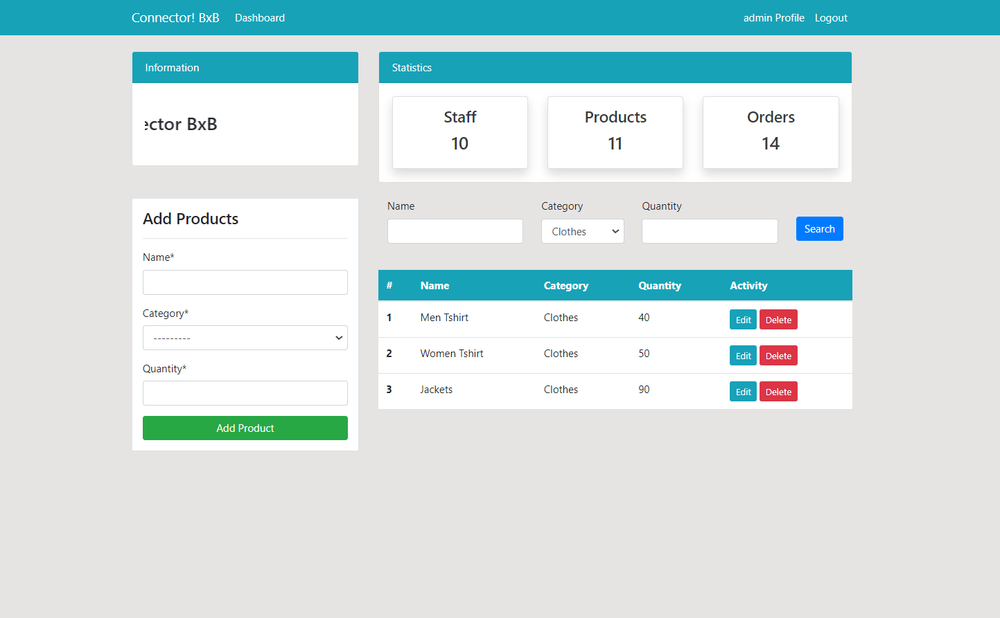 Connector! BxB Dashboard admin Profile Logout
Information
ector BxB
Statistics
Staff
10
Products
11
Orders
14
Add Products
Name*
Category*
---------
Quantity*
Add Product
Name Category Quantity
Clothes Search
# Name Category Quantity Activity
1 Men Tshirt Clothes 40 Edit Delete
2 Women Tshirt Clothes 50 Edit Delete
3 Jackets Clothes 90 Edit Delete